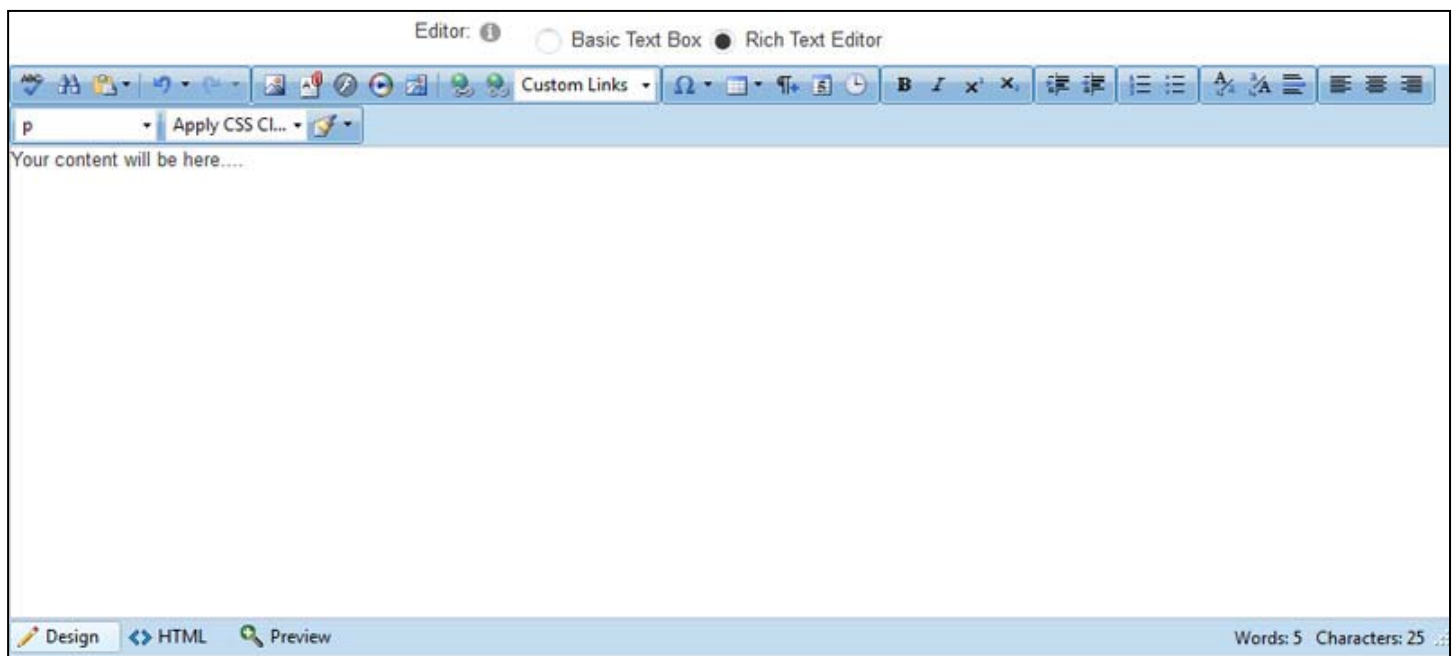 Editor:
Basic Text Box Rich Text Editor
Custom Links
p Apply CSS Cl...
Your content will be here....
Design HTML Preview Words: 5 Characters: 25